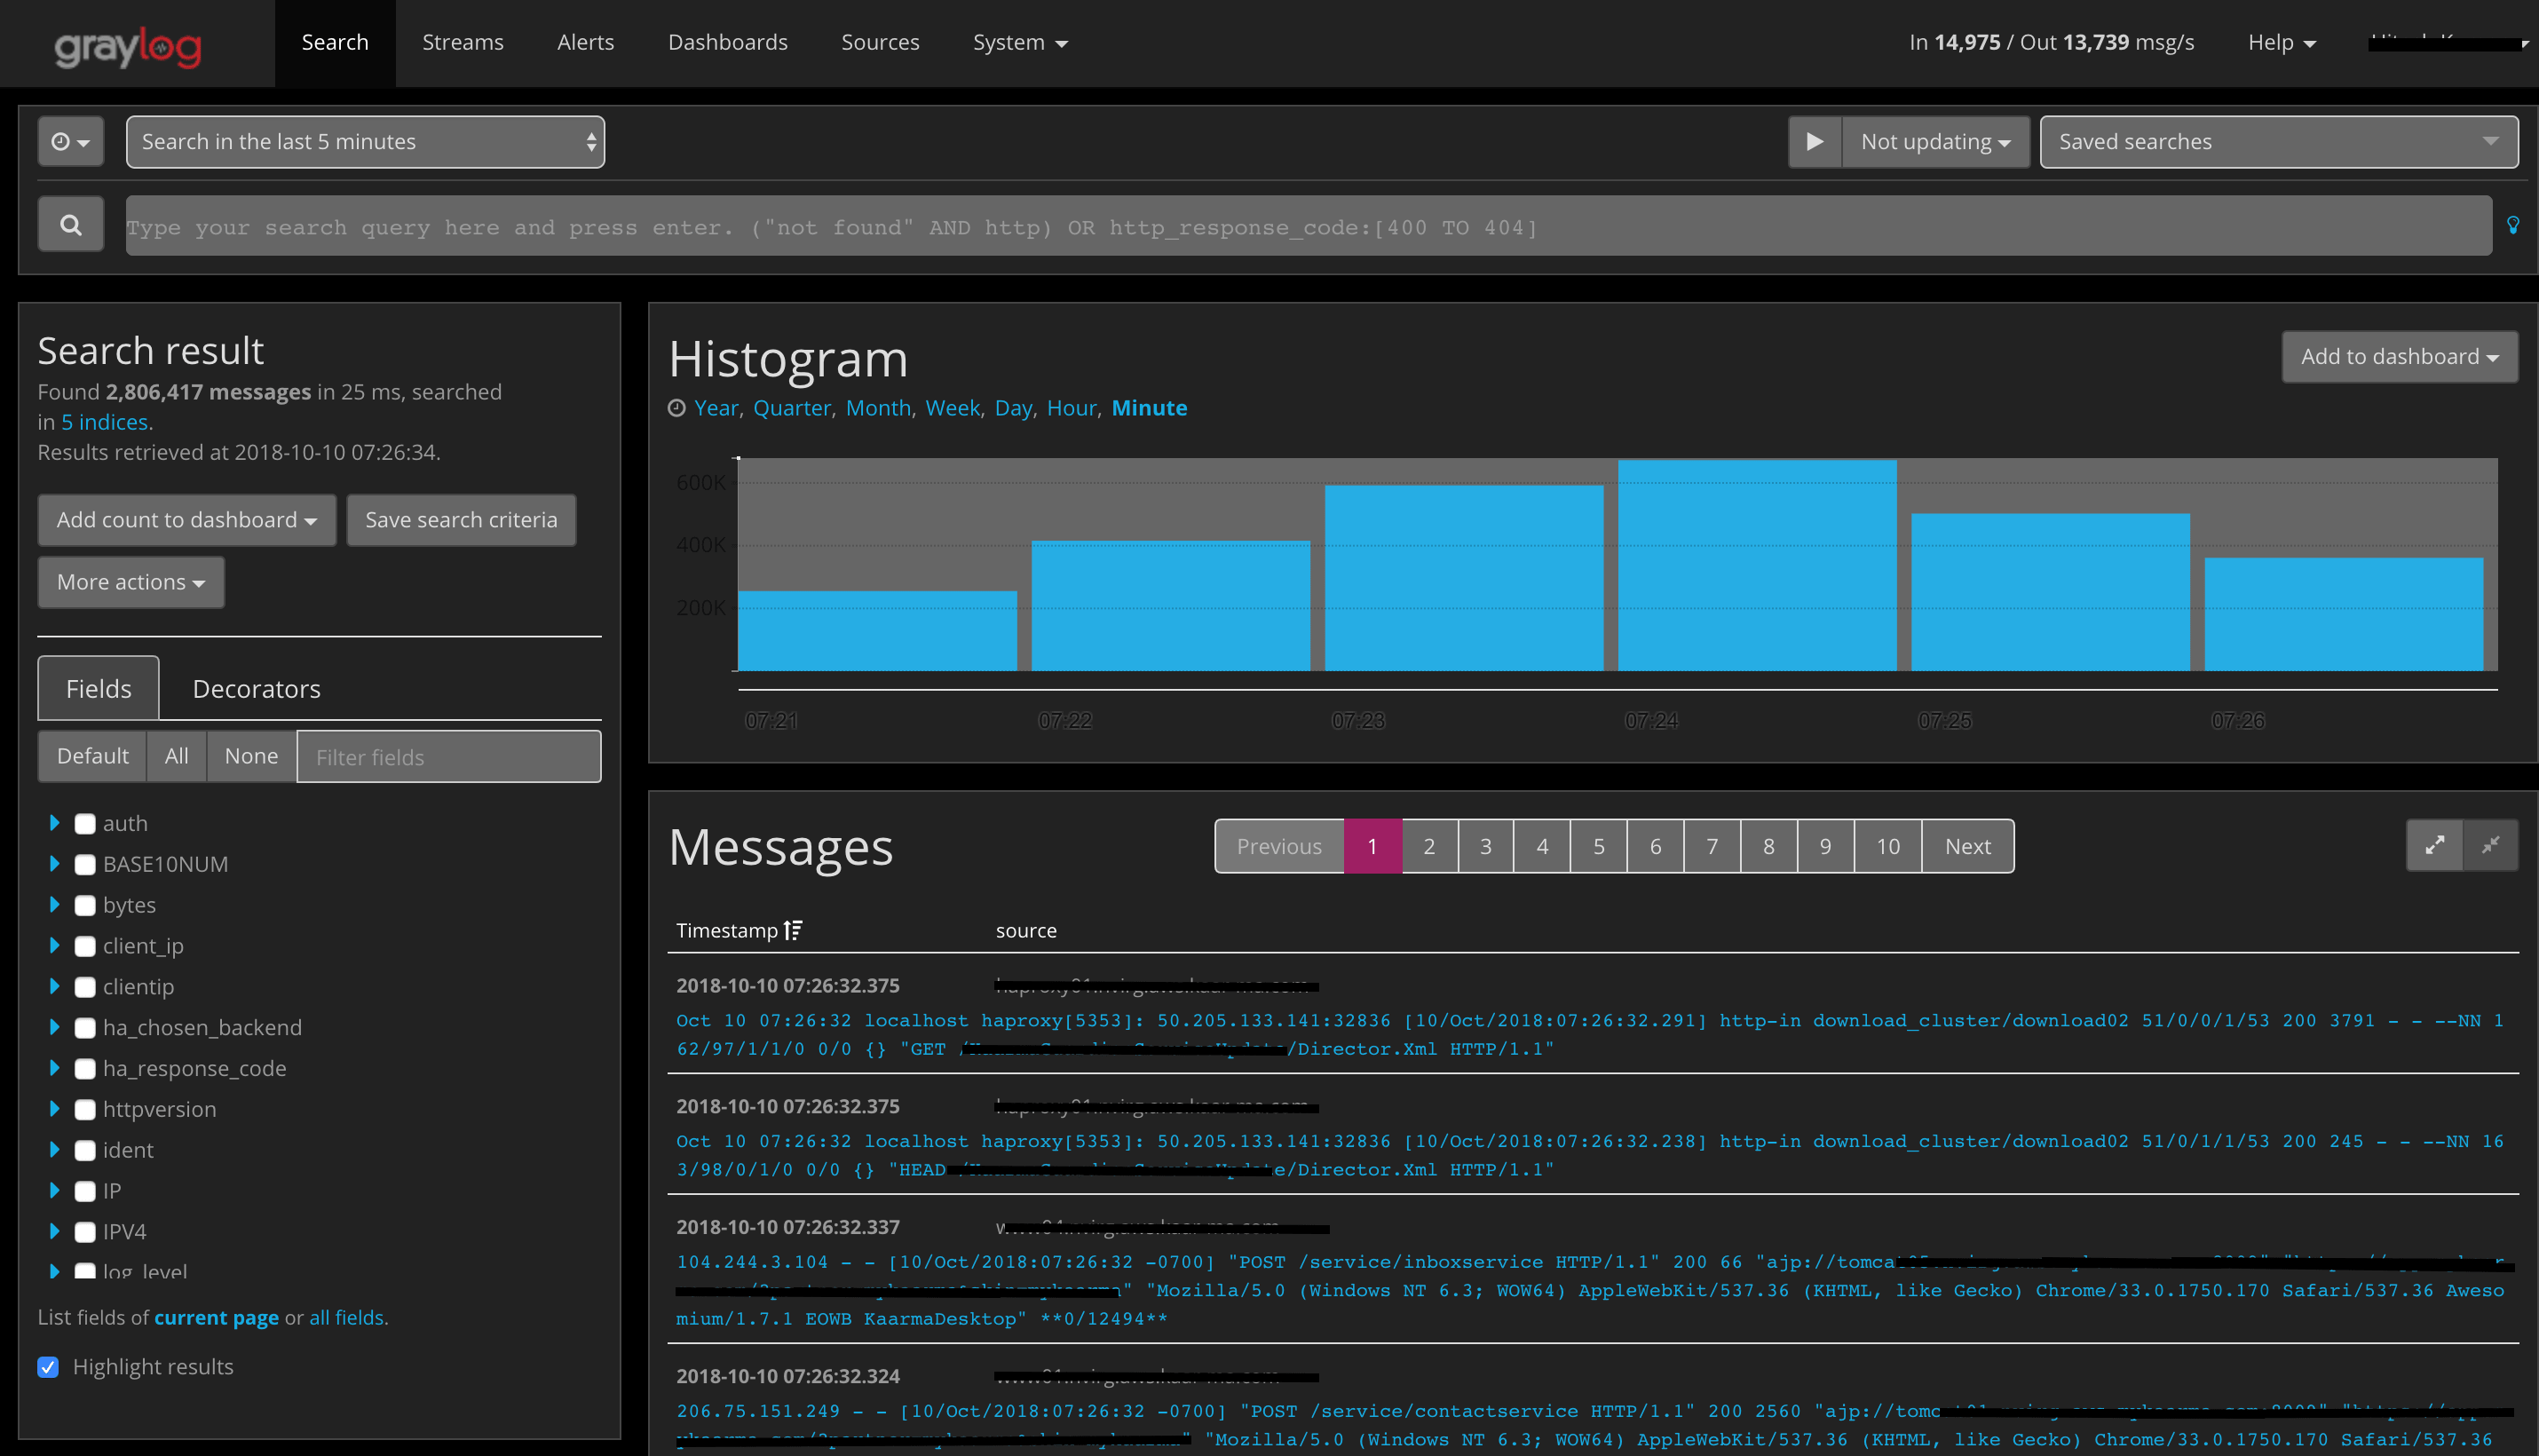 graylog
Search Streams Alerts Dashboards Sources System
In 14,975 / Out 13,739 msg/s Help
Search in the last 5 minutes
Not updating Saved searches
Type your search query here and press enter. ("not found" AND http) OR http_response_code:[400 TO 404]
Search result
Found 2,806,417 messages in 25 ms, searched
in 5 indices.
Results retrieved at 2018-10-10 07:26:34.
Add count to dashboard Save search criteria
More actions
Fields Decorators
Default All None Filter fields
auth
BASE10NUM
bytes
client_ip
clientip
ha_chosen_backend
ha_response_code
httpversion
ident
IP
IPV4
log_level
List fields of current page or all fields.
Highlight results
Histogram
Add to dashboard
Year, Quarter, Month, Week, Day, Hour, Minute
600K
400K
200K
07:21 07:22 07:23 07:24 07:25 07:26
Messages
Previous 1 2 3 4 5 6 7 8 9 10 Next
Timestamp source
2018-10-10 07:26:32.375
Oct 10 07:26:32 localhost haproxy[5353]: 50.205.133.141:32836 [10/Oct/2018:07:26:32.291] http-in download_cluster/download02 51/0/0/1/53 200 3791 - - --NN 1
62/97/1/1/0 0/0 {} "GET /Director.Xml HTTP/1.1"
2018-10-10 07:26:32.375
Oct 10 07:26:32 localhost haproxy[5353]: 50.205.133.141:32836 [10/Oct/2018:07:26:32.238] http-in download_cluster/download02 51/0/1/1/53 200 245 - - --NN 16
3/98/0/1/0 0/0 {} "HEAD e/Director.Xml HTTP/1.1"
2018-10-10 07:26:32.337
104.244.3.104 - - [10/Oct/2018:07:26:32 -0700] "POST /service/inboxservice HTTP/1.1" 200 66 "ajp://tomca
" "Mozilla/5.0 (Windows NT 6.3; WOW64) AppleWebKit/537.36 (KHTML, like Gecko) Chrome/33.0.1750.170 Safari/537.36 Aweso
mium/1.7.1 EOWB KaarmaDesktop" **0/12494**
2018-10-10 07:26:32.324
206.75.151.249 - - [10/Oct/2018:07:26:32 -0700] "POST /service/contactservice HTTP/1.1" 200 2560 "ajp://tomc
"Mozilla/5.0 (Windows NT 6.3; WOW64) AppleWebKit/537.36 (KHTML, like Gecko) Chrome/33.0.1750.170 Safari/537.36